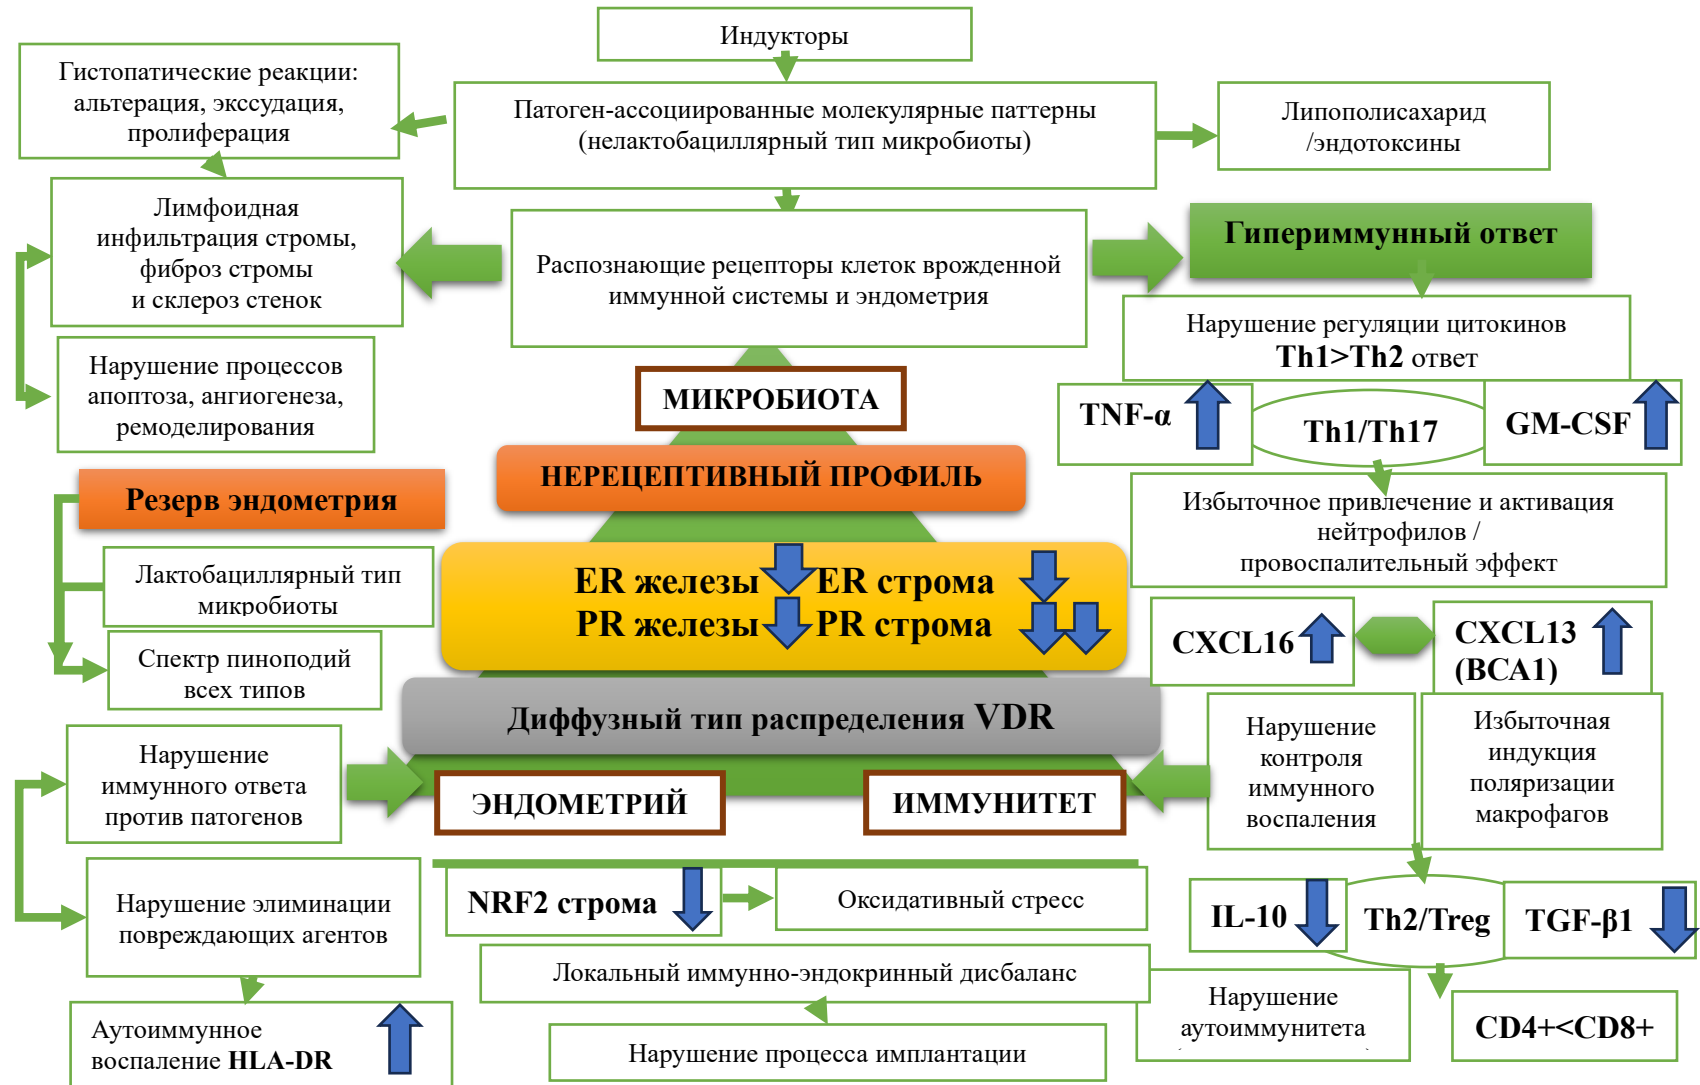 Индукторы
Гистопатические реакции:
альтерация, экссудация,
пролиферация
Патоген-ассоциированные молекулярные паттерны
(нелактобациллярный тип микробиоты)
Липополисахарид
/эндотоксины
Лимфоидная
инфильтрация стромы,
фиброз стромы
и склероз стенок
Распознающие рецепторы клеток врожденной
иммунной системы и эндометрия
Гипериммунный ответ
Нарушение регуляции цитокинов
Th1>Th2 ответ
Нарушение процессов
апоптоза, ангиогенеза,
ремоделирования
МИКРОБИОТА
TNF-α
Th1/Th17
GM-CSF
НЕРЕЦЕПТИВНЫЙ ПРОФИЛЬ
Резерв эндометрия
Избыточное привлечение и активация
нейтрофилов /
провоспалительный эффект
Лактобациллярный тип
микробиоты
ER железы ER строма
PR железы PR строма
Спектр пиноподий
всех типов
CXCL16
CXCL13
(BCA1)
Диффузный тип распределения VDR
Нарушение
иммунного ответа
против патогенов
Нарушение
контроля
иммунного
воспаления
Избыточная
индукция
поляризации
макрофагов
ЭНДОМЕТРИЙ
ИММУНИТЕТ
Нарушение элиминации
повреждающих агентов
NRF2 строма
Оксидативный стресс
IL-10
Th2/Treg
TGF-β1
Локальный иммунно-эндокринный дисбаланс
Нарушение
аутоиммунитета
CD4+<CD8+
Аутоиммунное
воспаление HLA-DR
Нарушение процесса имплантации